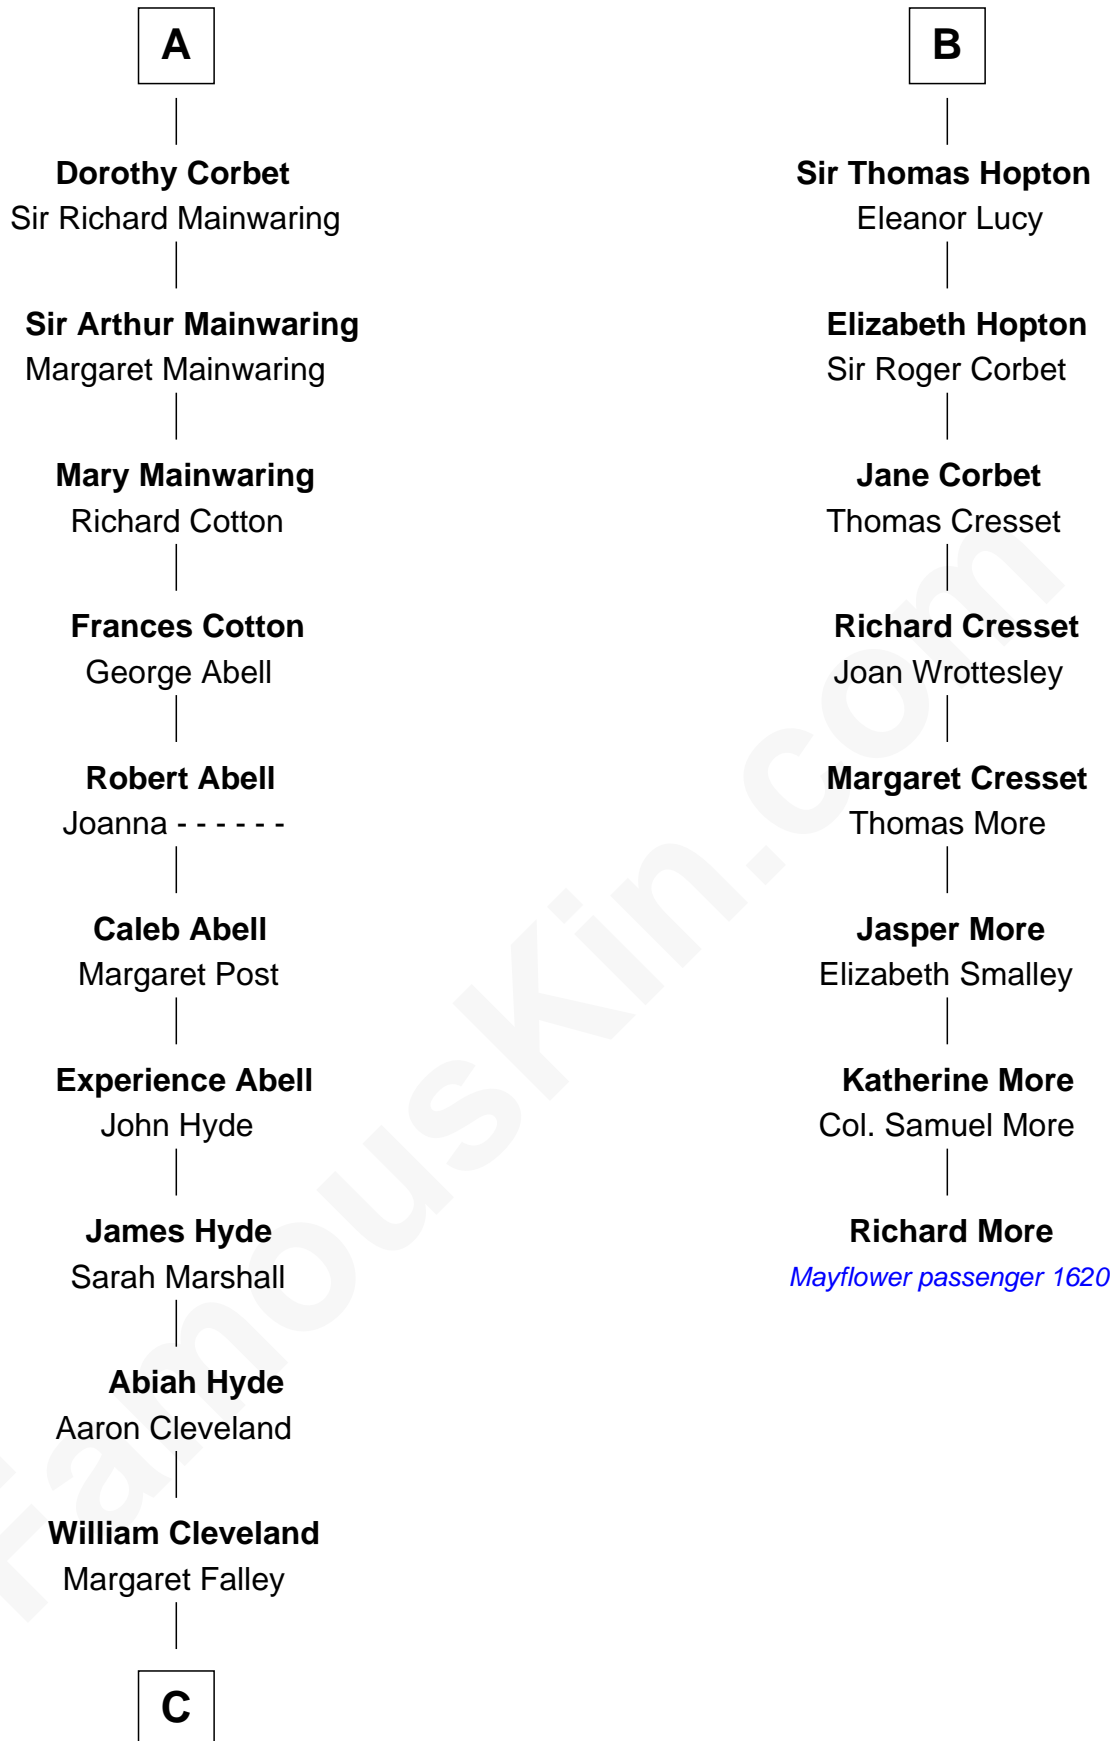 A
Dorothy Corbet
Sir Richard Mainwaring
Sir Arthur Mainwaring
Margaret Mainwaring
Mary Mainwaring
Richard Cotton
Frances Cotton
George Abell
Robert Abell
Joanna - - - - - -
Caleb Abell
Margaret Post
Experience Abell
John Hyde
James Hyde
Sarah Marshall
Abiah Hyde
Aaron Cleveland
William Cleveland
Margaret Falley
C
B
Sir Thomas Hopton
Eleanor Lucy
Elizabeth Hopton
Sir Roger Corbet
Jane Corbet
Thomas Cresset
Richard Cresset
Joan Wrottesley
Margaret Cresset
Thomas More
Jasper More
Elizabeth Smalley
Katherine More
Col. Samuel More
Richard More
Mayflower passenger 1620
FamousKin.com